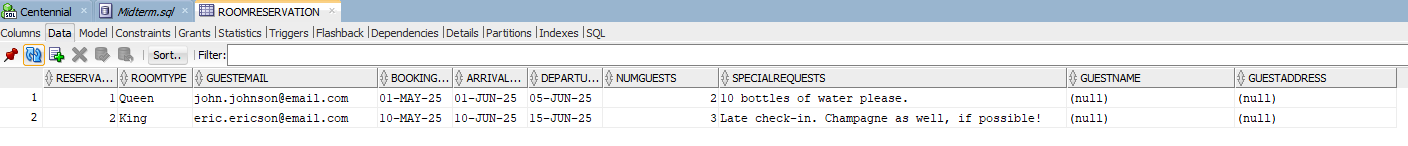 Centennial Midterm.sql ROOMRESERVATION
Columns Data Model Constraints Grants Statistics Triggers Flashback Dependencies Details Partitions Indexes SQL
Sort.. Filter:
RESERVA... ROOMTYPE GUESTEMAIL BOOKING... ARRIVAL... DEPARTU... NUMGUESTS SPECIALREQUESTS GUESTNAME GUESTADDRESS
1 1 Queen john.johnson@email.com 01-MAY-25 01-JUN-25 05-JUN-25 2 10 bottles of water please. (null) (null)
2 2 King eric.ericson@email.com 10-MAY-25 10-JUN-25 15-JUN-25 3 Late check-in. Champagne as well, if possible! (null) (null)